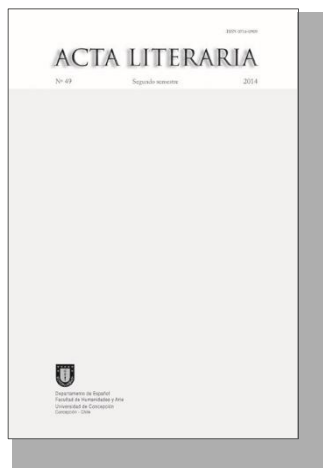 ACTA LITERARIA
Nº 49 Segundo semestre 2014
Departamento de Español
Facultad de Humanidades y Arte
Universidad de Concepción
Concepción - Chile